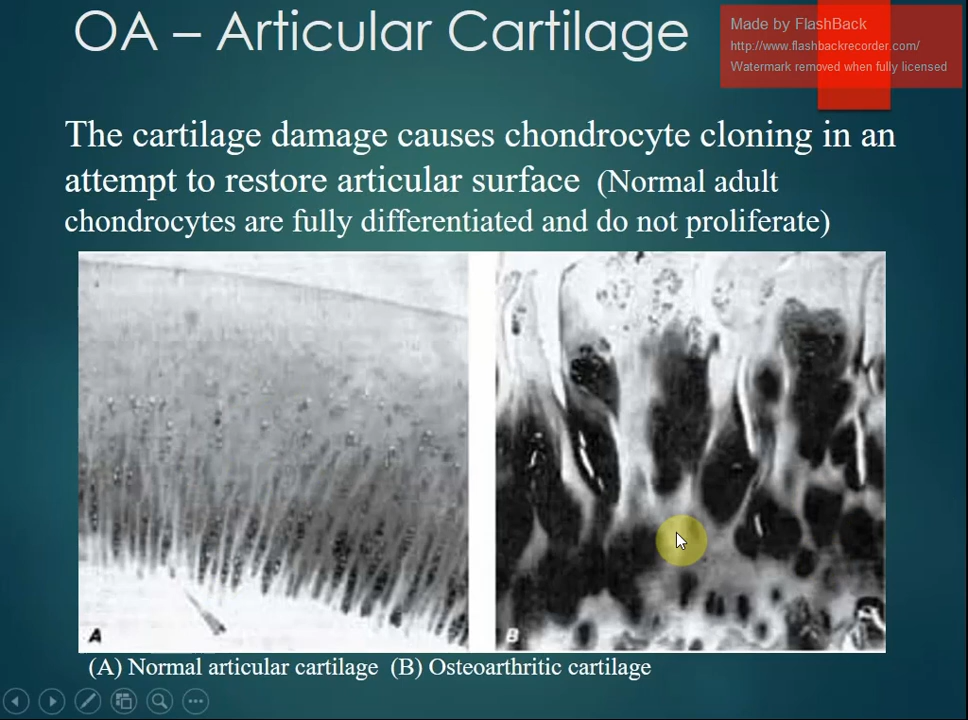 OA – Articular Cartilage
Made by FlashBack
http://www.flashbackrecorder.com/
Watermark removed when fully licensed
The cartilage damage causes chondrocyte cloning in an
attempt to restore articular surface (Normal adult
chondrocytes are fully differentiated and do not proliferate)
A
B
(A) Normal articular cartilage (B) Osteoarthritic cartilage